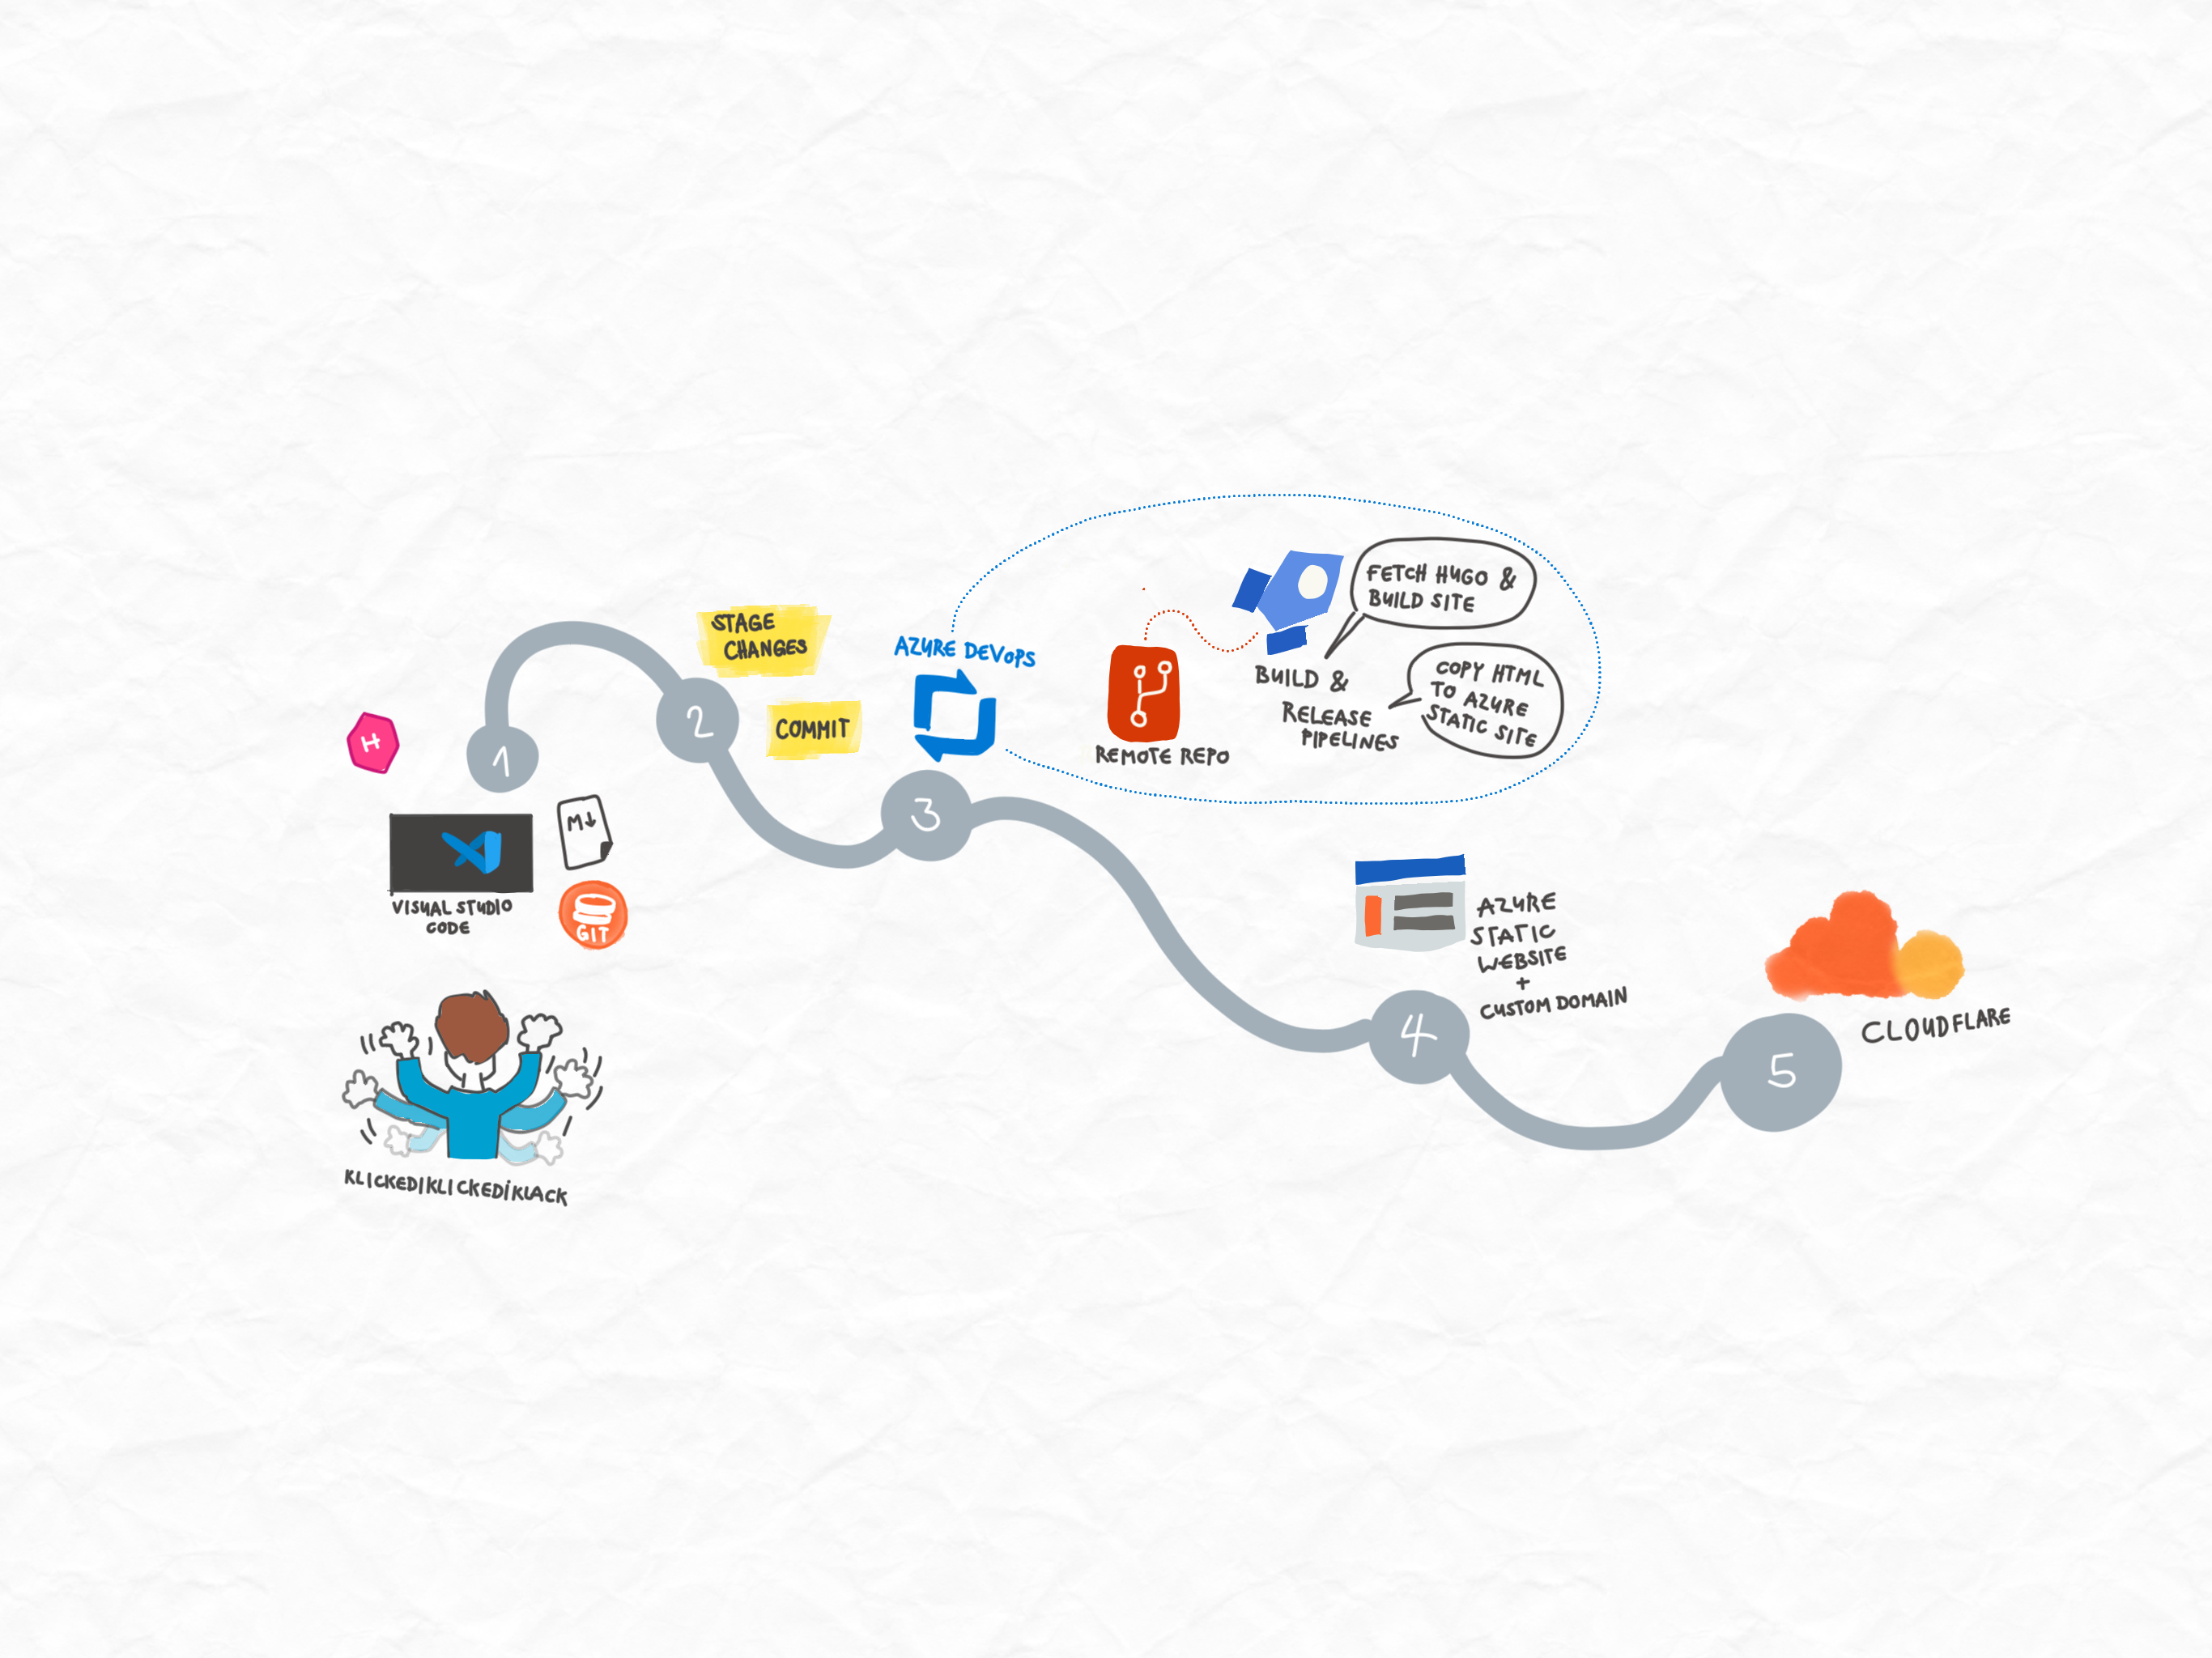 H
1
VISUAL STUDIO
CODE
M↓
GIT
KLICKEDIKLICKEDIKLACK
2
STAGE
CHANGES
COMMIT
3
AZURE DEVOPS
REMOTE REPO
BUILD &
RELEASE
PIPELINES
FETCH HUGO &
BUILD SITE
COPY HTML
TO AZURE
STATIC SITE
4
AZURE
STATIC
WEBSITE
+
CUSTOM DOMAIN
5
CLOUDFLARE